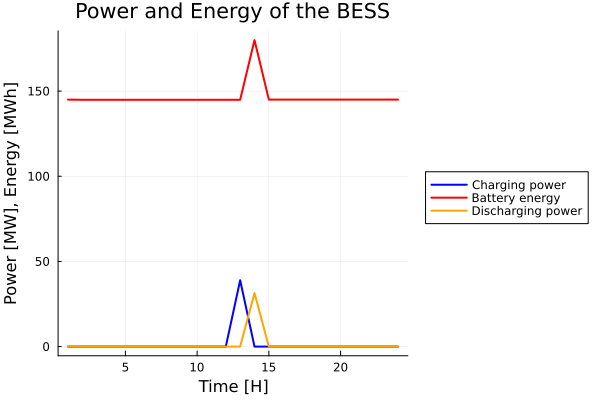 Power and Energy of the BESS
Power [MW], Energy [MWh]
150
100
50
0
5
10
15
20
Time [H]
Charging power
Battery energy
Discharging power